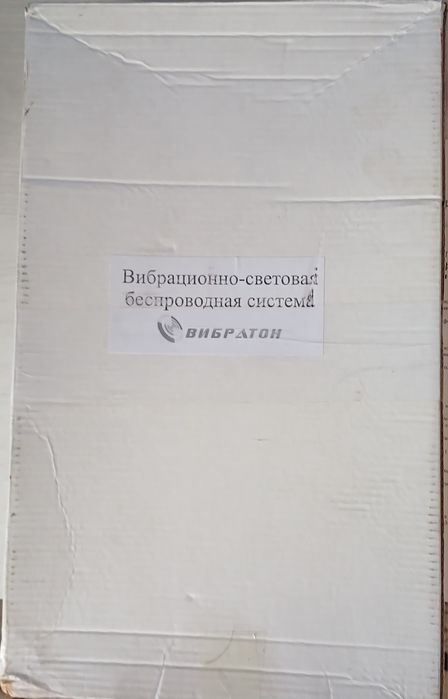 Вибрационно-световая
беспроводная система
ВИБРАТОН